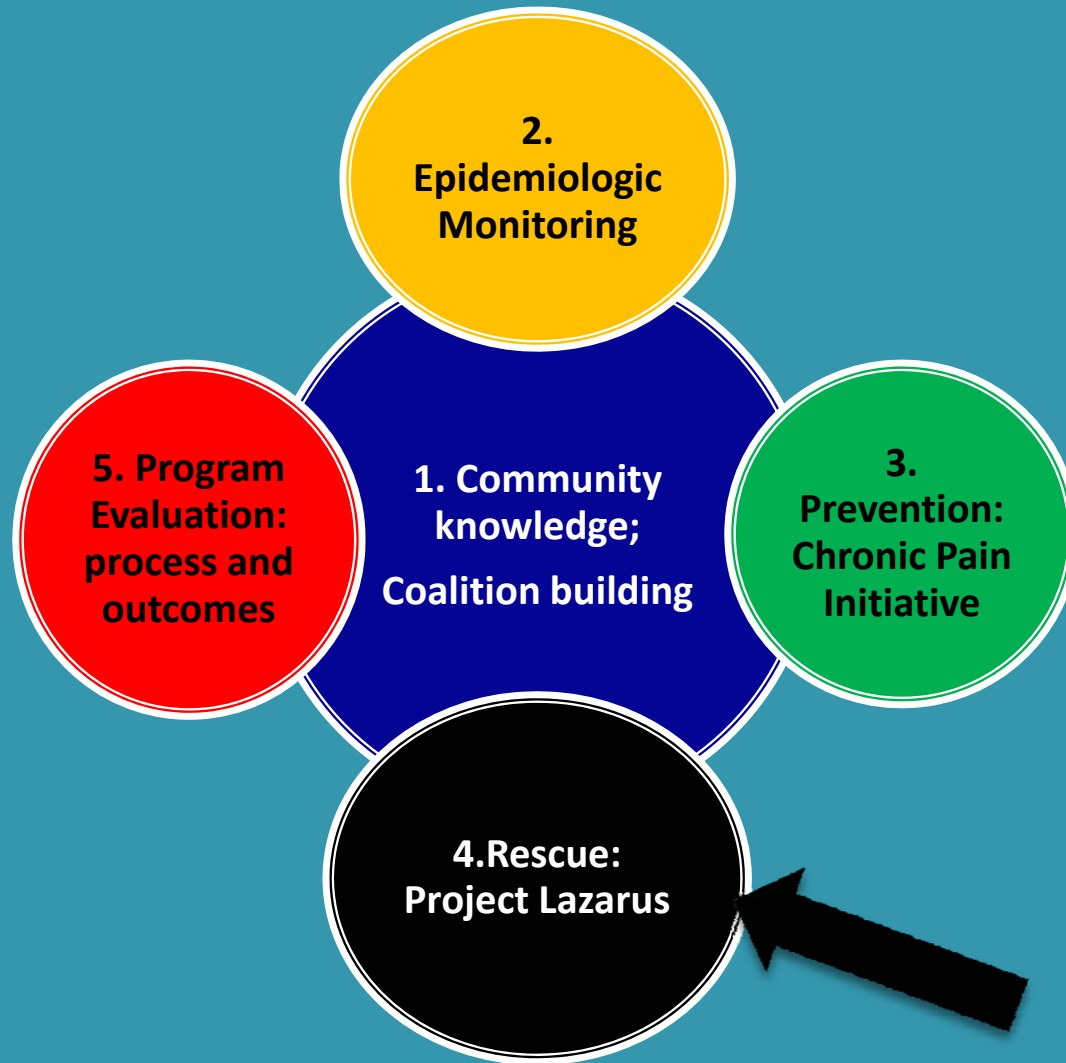 2.
Epidemiologic
Monitoring
1. Community
knowledge;
Coalition building
3.
Prevention:
Chronic Pain
Initiative
4.Rescue:
Project Lazarus
5. Program
Evaluation:
process and
outcomes